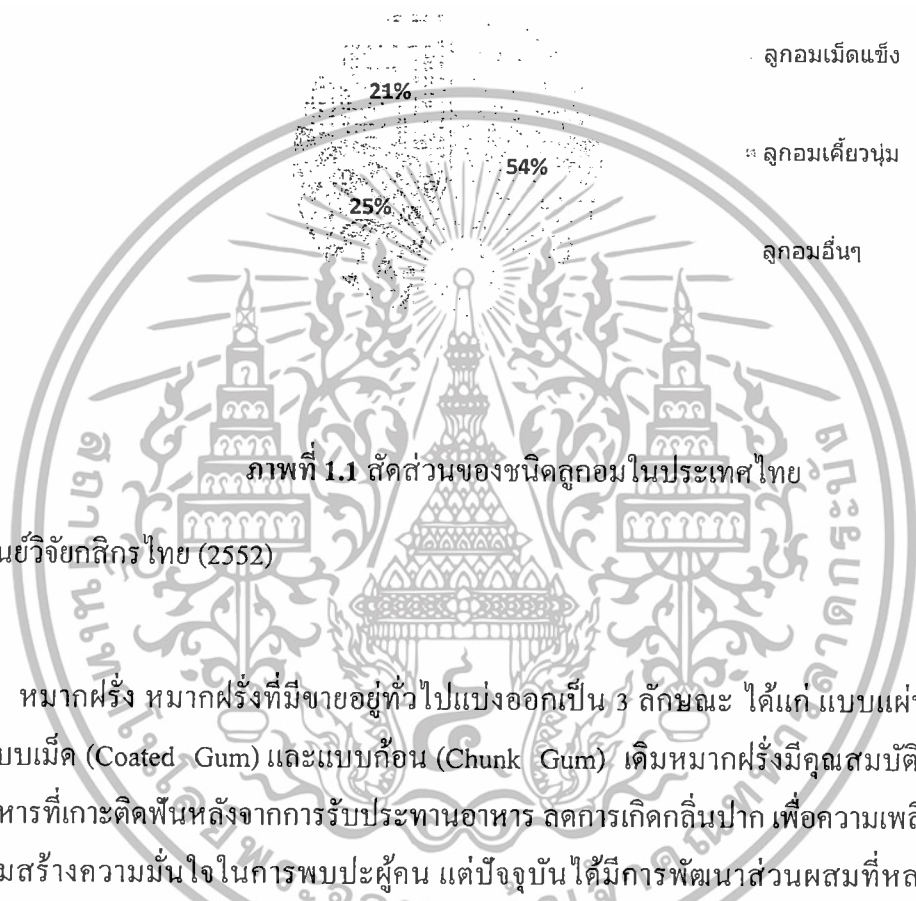 ลูกอมเม็ดแข็ง
21%
54%
ลูกอมเคี้ยวนุ่ม
25%
ลูกอมอื่นๆ
ภาพที่ 1.1 สัดส่วนของชนิดลูกอมในประเทศไทย
นย์วิจัยกสิกรไทย (2552)
หมากฝรั่ง หมากฝรั่งที่มีขายอยู่ทั่วไปแบ่งออกเป็น 3 ลักษณะ ได้แก่ แบบแผ่
บบเม็ด (Coated Gum) และแบบก้อน (Chunk Gum) เดิมหมากฝรั่งมีคุณสมบัติ
หารที่เกาะติดฟันหลังจากการรับประทานอาหาร ลดการเกิดกลิ่นปาก เพื่อความเพลิ
มสร้างความมั่นใจในการพบปะผู้คน แต่ปัจจุบันได้มีการพัฒนาส่วนผสมที่หล